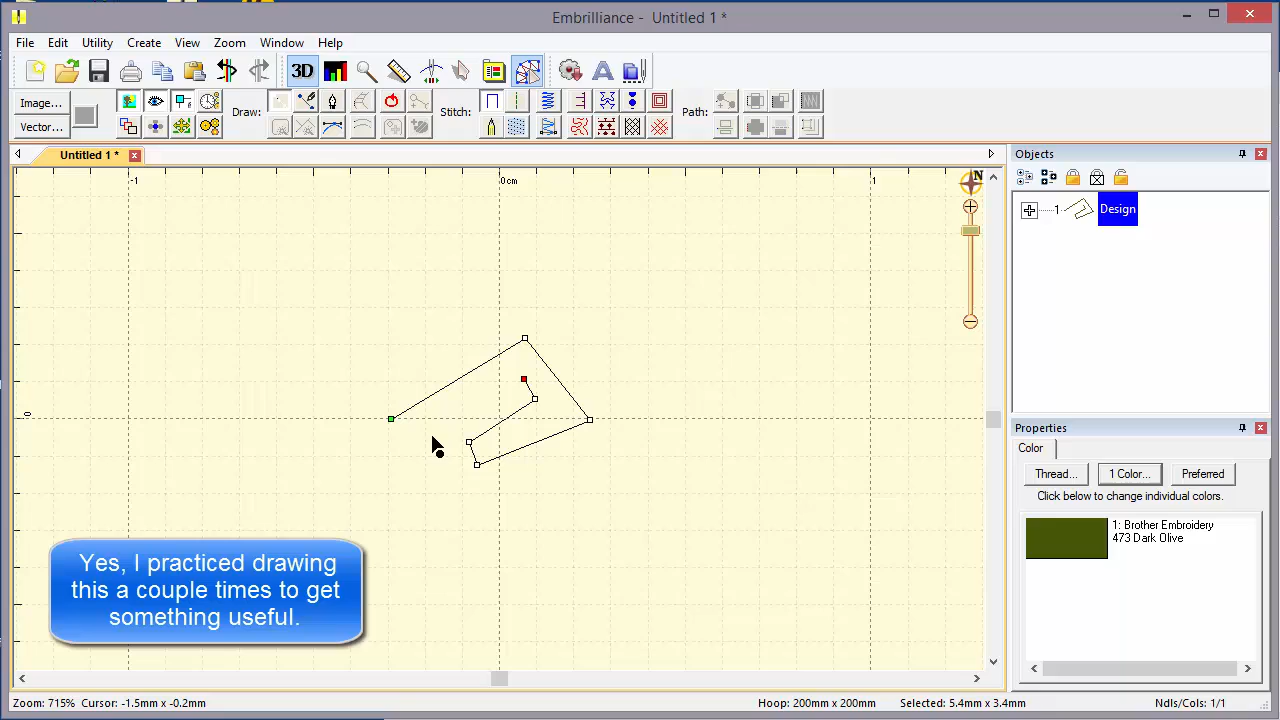 Embrilliance - Untitled 1 *
File Edit Utility Create View Zoom Window Help
3D
Image... Draw: Stitch: Path:
Vector...
Untitled 1 *
-1 0cm 1
N
0
Objects
1 Design
Properties
Color
Thread... 1 Color... Preferred
Click below to change individual colors.
1: Brother Embroidery
473 Dark Olive
Yes, I practiced drawing
this a couple times to get
something useful.
Zoom: 715% Cursor: -1.5mm x -0.2mm Hoop: 200mm x 200mm Selected: 5.4mm x 3.4mm Ndls/Cols: 1/1